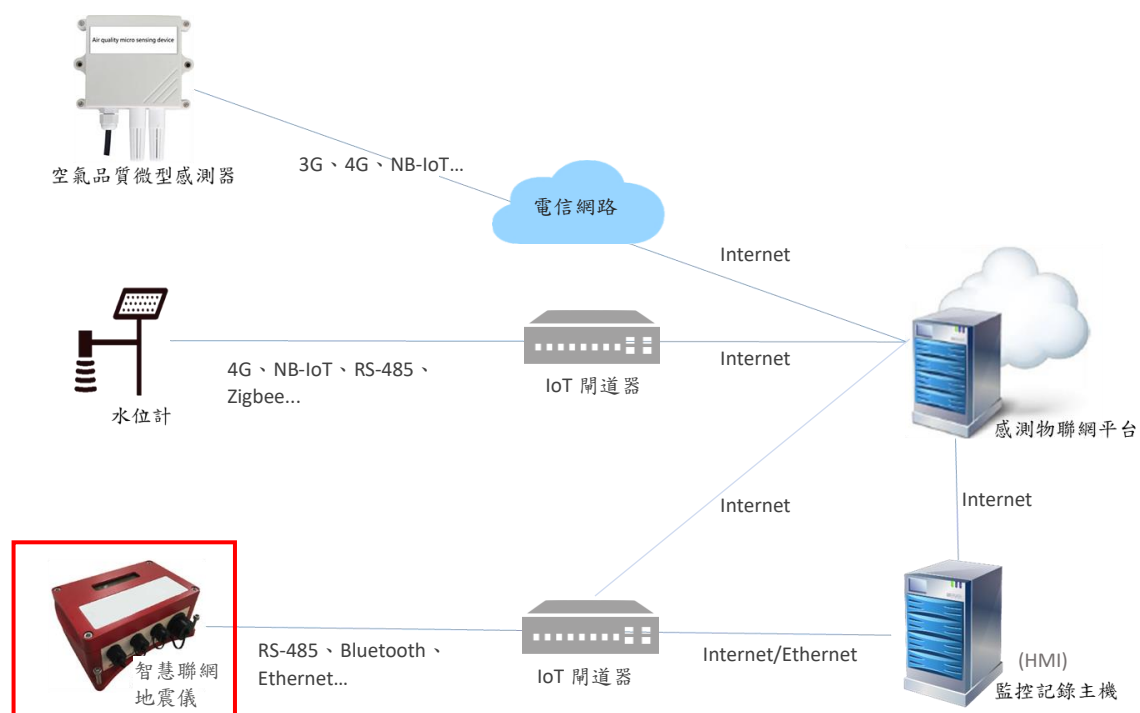 Air quality micro sensing device
空氣品質微型感測器
3G、4G、NB-IoT…
電信網路
Internet
4G、NB-IoT、RS-485、
Zigbee...
水位計
IoT 閘道器
Internet
感測物聯網平台
Internet
Internet
智慧聯網
地震儀
RS-485、Bluetooth、
Ethernet…
IoT 閘道器
Internet/Ethernet
(HMI)
監控記錄主機